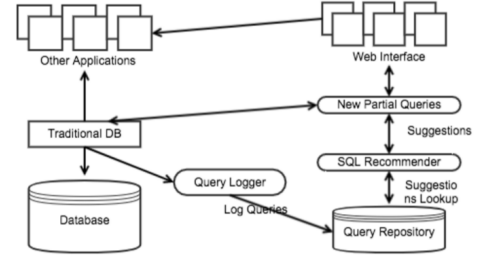 Other Applications
Web Interface
New Partial Queries
Traditional DB
Suggestions
SQL Recommender
Query Logger
Suggestio
ns Lookup
Log Queries
Database
Query Repository